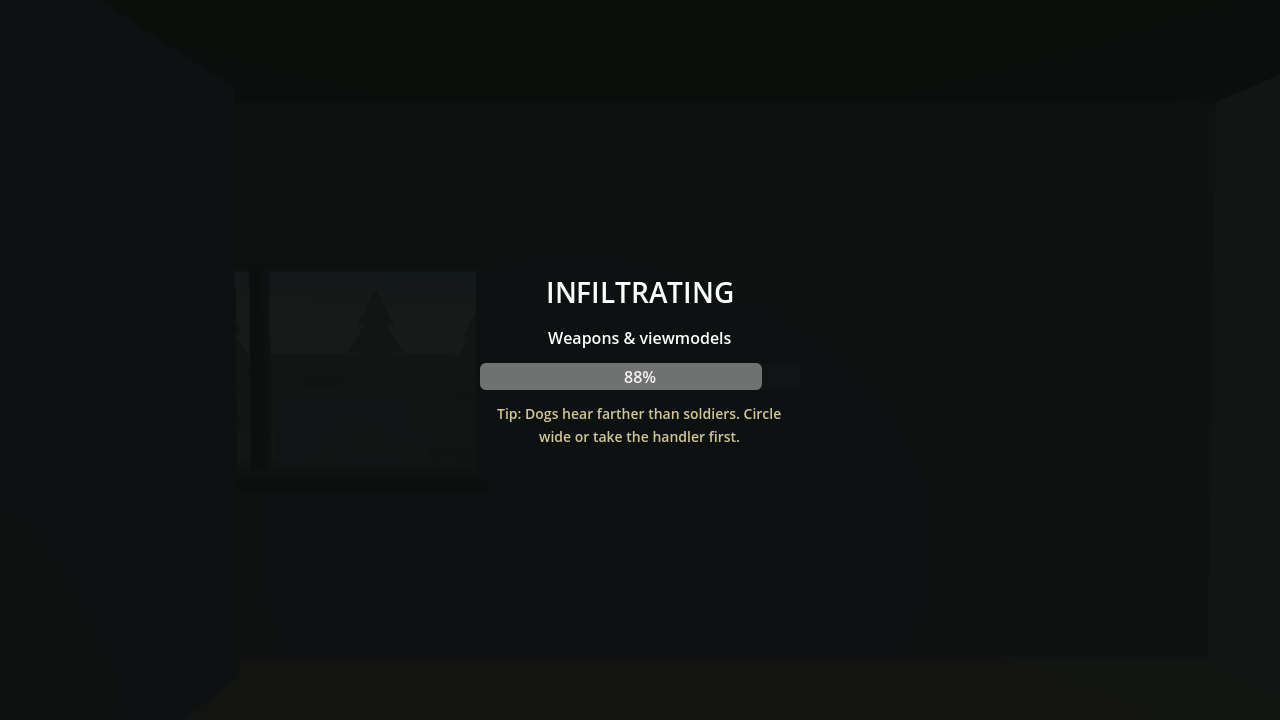 INFILTRATING
Weapons & viewmodels
88%
Tip: Dogs hear farther than soldiers. Circle
wide or take the handler first.